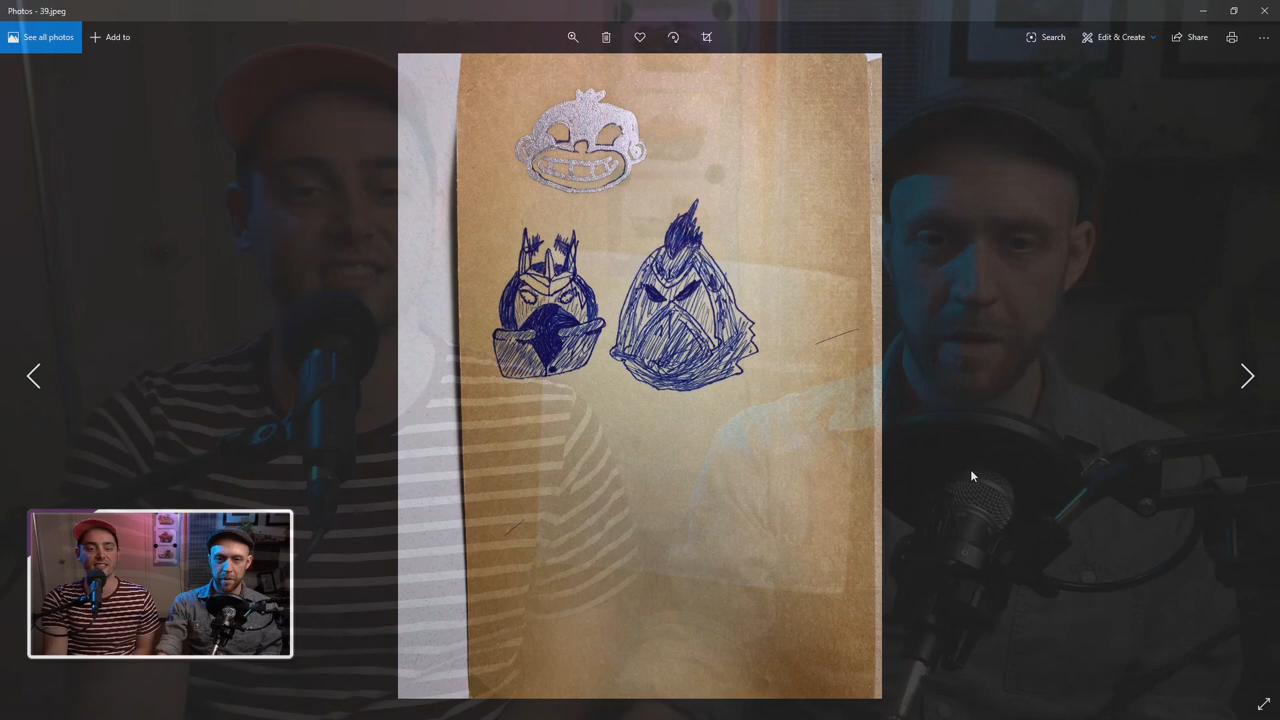 Photos - 39.jpeg
See all photos
Add to
Search
Edit & Create
Share